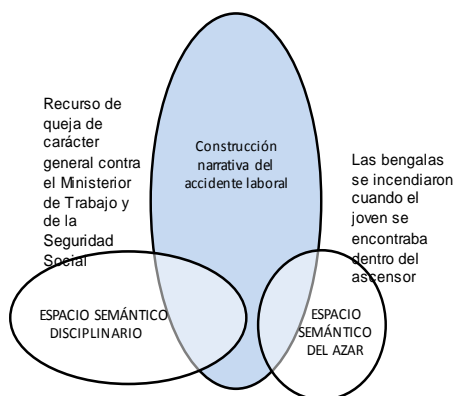 Recurso de
queja de
carácter
general contra
el Ministerior
de Trabajo y
de la
Seguridad
Social
Construcción
narrativa del
accidente laboral
Las bengalas
se incendiaron
cuando el
joven se
encontraba
dentro del
ascensor
ESPACIO SEMÁNTICO
DISCIPLINARIO
ESPACIO
SEMÁNTICO
DEL AZAR